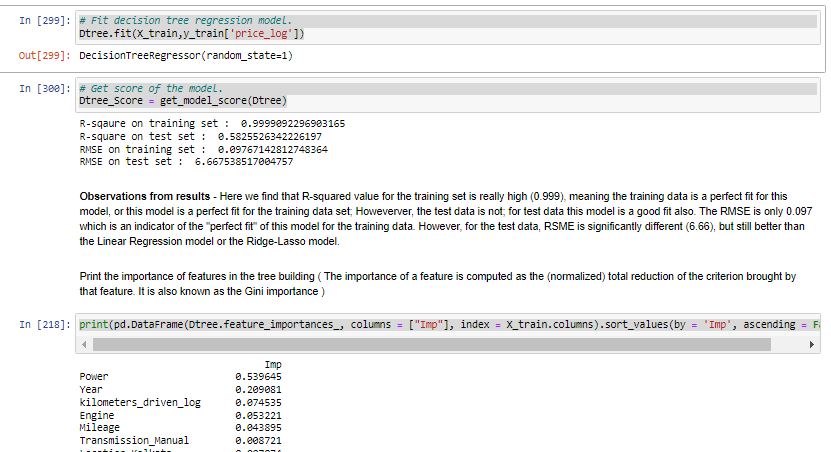 In [299]: # Fit decision tree regression model.
Dtree.fit(X_train,y_train['price_log'])
Out[299]: DecisionTreeRegressor(random_state=1)
In [300]: # Get score of the model.
Dtree_Score = get_model_score(Dtree)
R-sqaure on training set :  0.9999092296903165
R-square on test set :  0.5825526342226197
RMSE on training set :  0.09767142812748364
RMSE on test set :  6.667538517004757
Observations from results - Here we find that R-squared value for the training set is really high (0.999), meaning the training data is a perfect fit for this
model, or this model is a perfect fit for the training data set; Howeverver, the test data is not; for test data this model is a good fit also. The RMSE is only 0.097
which is an indicator of the "perfect fit" of this model for the training data. However, for the test data, RSME is significantly different (6.66), but still better than
the Linear Regression model or the Ridge-Lasso model.
Print the importance of features in the tree building ( The importance of a feature is computed as the (normalized) total reduction of the criterion brought by
that feature. It is also known as the Gini importance )
In [218]: print(pd.DataFrame(Dtree.feature_importances_, columns = ["Imp"], index = X_train.columns).sort_values(by = 'Imp', ascending = F
Imp
Power 0.539645
Year 0.209081
kilometers_driven_log 0.074535
Engine 0.053221
Mileage 0.043895
Transmission_Manual 0.008721